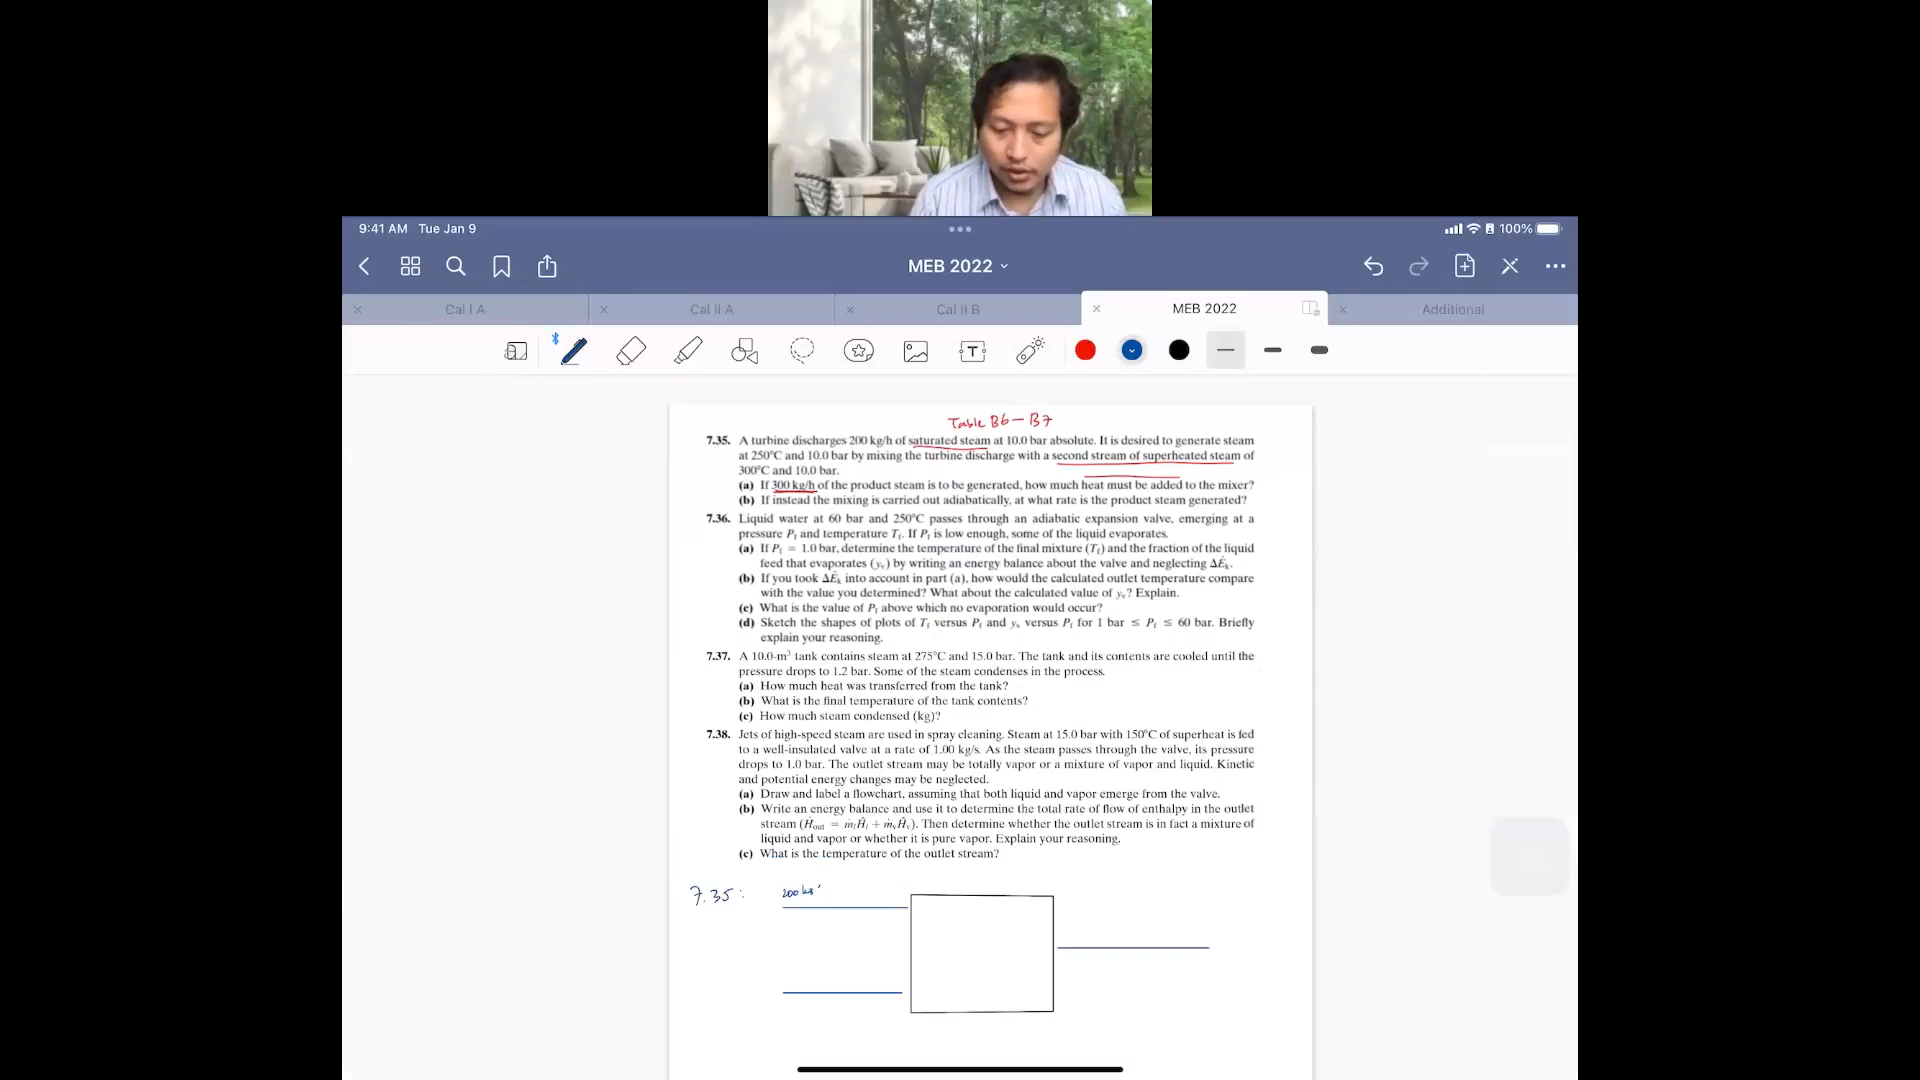 9:41 AM Tue Jan 9
100%
MEB 2022
Cal I A
Cal II A
Cal II B
MEB 2022
Additional
Table B6 – B7
7.35. A turbine discharges 200 kg/h of saturated steam at 10.0 bar absolute. It is desired to generate steam
at 250°C and 10.0 bar by mixing the turbine discharge with a second stream of superheated steam of
300°C and 10.0 bar.
(a) If 300 kg/h of the product steam is to be generated, how much heat must be added to the mixer?
(b) If instead the mixing is carried out adiabatically, at what rate is the product steam generated?
7.36. Liquid water at 60 bar and 250°C passes through an adiabatic expansion valve, emerging at a
pressure Pf and temperature Tf. If Pf is low enough, some of the liquid evaporates.
(a) If Pf = 1.0 bar, determine the temperature of the final mixture (Tf) and the fraction of the liquid
feed that evaporates (yv) by writing an energy balance about the valve and neglecting ΔĖk.
(b) If you took ΔĖk into account in part (a), how would the calculated outlet temperature compare
with the value you determined? What about the calculated value of yv? Explain.
(c) What is the value of Pf above which no evaporation would occur?
(d) Sketch the shapes of plots of Tf versus Pf and yv versus Pf for 1 bar ≤ Pf ≤ 60 bar. Briefly
explain your reasoning.
7.37. A 10.0-m³ tank contains steam at 275°C and 15.0 bar. The tank and its contents are cooled until the
pressure drops to 1.2 bar. Some of the steam condenses in the process.
(a) How much heat was transferred from the tank?
(b) What is the final temperature of the tank contents?
(c) How much steam condensed (kg)?
7.38. Jets of high-speed steam are used in spray cleaning. Steam at 15.0 bar with 150°C of superheat is fed
to a well-insulated valve at a rate of 1.00 kg/s. As the steam passes through the valve, its pressure
drops to 1.0 bar. The outlet stream may be totally vapor or a mixture of vapor and liquid. Kinetic
and potential energy changes may be neglected.
(a) Draw and label a flowchart, assuming that both liquid and vapor emerge from the valve.
(b) Write an energy balance and use it to determine the total rate of flow of enthalpy in the outlet
stream (Ḣout = ṁlĤl + ṁvĤv). Then determine whether the outlet stream is in fact a mixture of
liquid and vapor or whether it is pure vapor. Explain your reasoning.
(c) What is the temperature of the outlet stream?
7.35: 200 kg